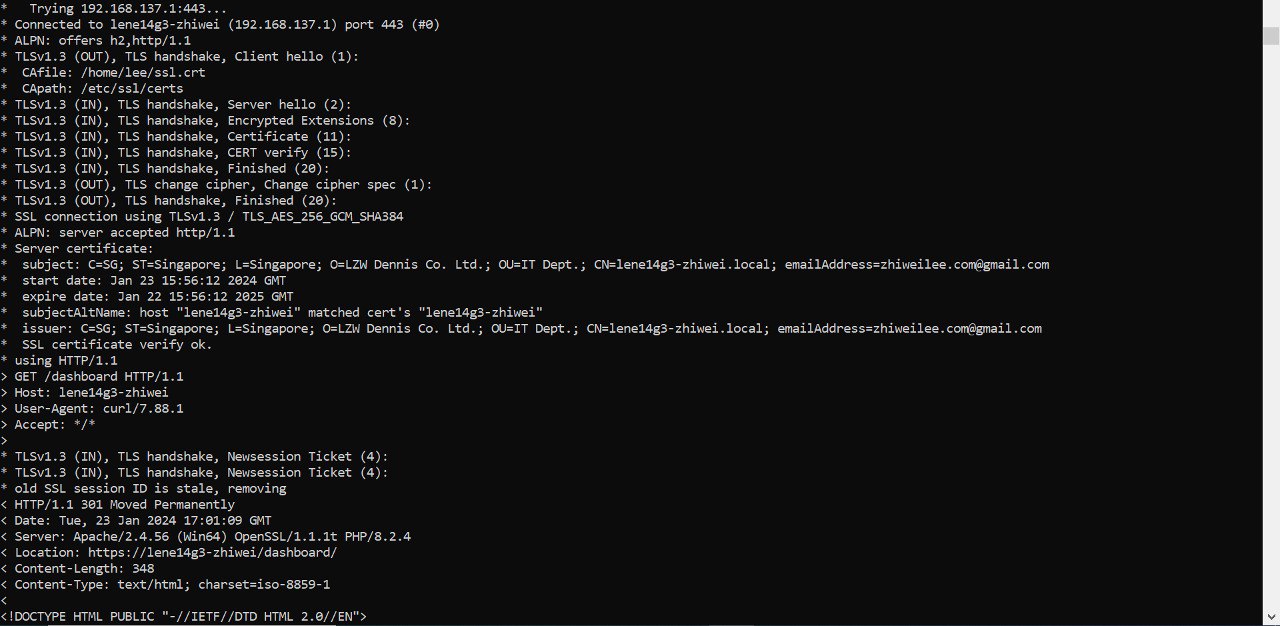 *   Trying 192.168.137.1:443...
* Connected to lene14g3-zhiwei (192.168.137.1) port 443 (#0)
* ALPN: offers h2,http/1.1
* TLSv1.3 (OUT), TLS handshake, Client hello (1):
*  CAfile: /home/lee/ssl.crt
*  CApath: /etc/ssl/certs
* TLSv1.3 (IN), TLS handshake, Server hello (2):
* TLSv1.3 (IN), TLS handshake, Encrypted Extensions (8):
* TLSv1.3 (IN), TLS handshake, Certificate (11):
* TLSv1.3 (IN), TLS handshake, CERT verify (15):
* TLSv1.3 (IN), TLS handshake, Finished (20):
* TLSv1.3 (OUT), TLS change cipher, Change cipher spec (1):
* TLSv1.3 (OUT), TLS handshake, Finished (20):
* SSL connection using TLSv1.3 / TLS_AES_256_GCM_SHA384
* ALPN: server accepted http/1.1
* Server certificate:
*  subject: C=SG; ST=Singapore; L=Singapore; O=LZW Dennis Co. Ltd.; OU=IT Dept.; CN=lene14g3-zhiwei.local; emailAddress=zhiweilee.com@gmail.com
*  start date: Jan 23 15:56:12 2024 GMT
*  expire date: Jan 22 15:56:12 2025 GMT
*  subjectAltName: host "lene14g3-zhiwei" matched cert's "lene14g3-zhiwei"
*  issuer: C=SG; ST=Singapore; L=Singapore; O=LZW Dennis Co. Ltd.; OU=IT Dept.; CN=lene14g3-zhiwei.local; emailAddress=zhiweilee.com@gmail.com
*  SSL certificate verify ok.
* using HTTP/1.1
> GET /dashboard HTTP/1.1
> Host: lene14g3-zhiwei
> User-Agent: curl/7.88.1
> Accept: */*
>
* TLSv1.3 (IN), TLS handshake, Newsession Ticket (4):
* TLSv1.3 (IN), TLS handshake, Newsession Ticket (4):
* old SSL session ID is stale, removing
< HTTP/1.1 301 Moved Permanently
< Date: Tue, 23 Jan 2024 17:01:09 GMT
< Server: Apache/2.4.56 (Win64) OpenSSL/1.1.1t PHP/8.2.4
< Location: https://lene14g3-zhiwei/dashboard/
< Content-Length: 348
< Content-Type: text/html; charset=iso-8859-1
<
<!DOCTYPE HTML PUBLIC "-//IETF//DTD HTML 2.0//EN">